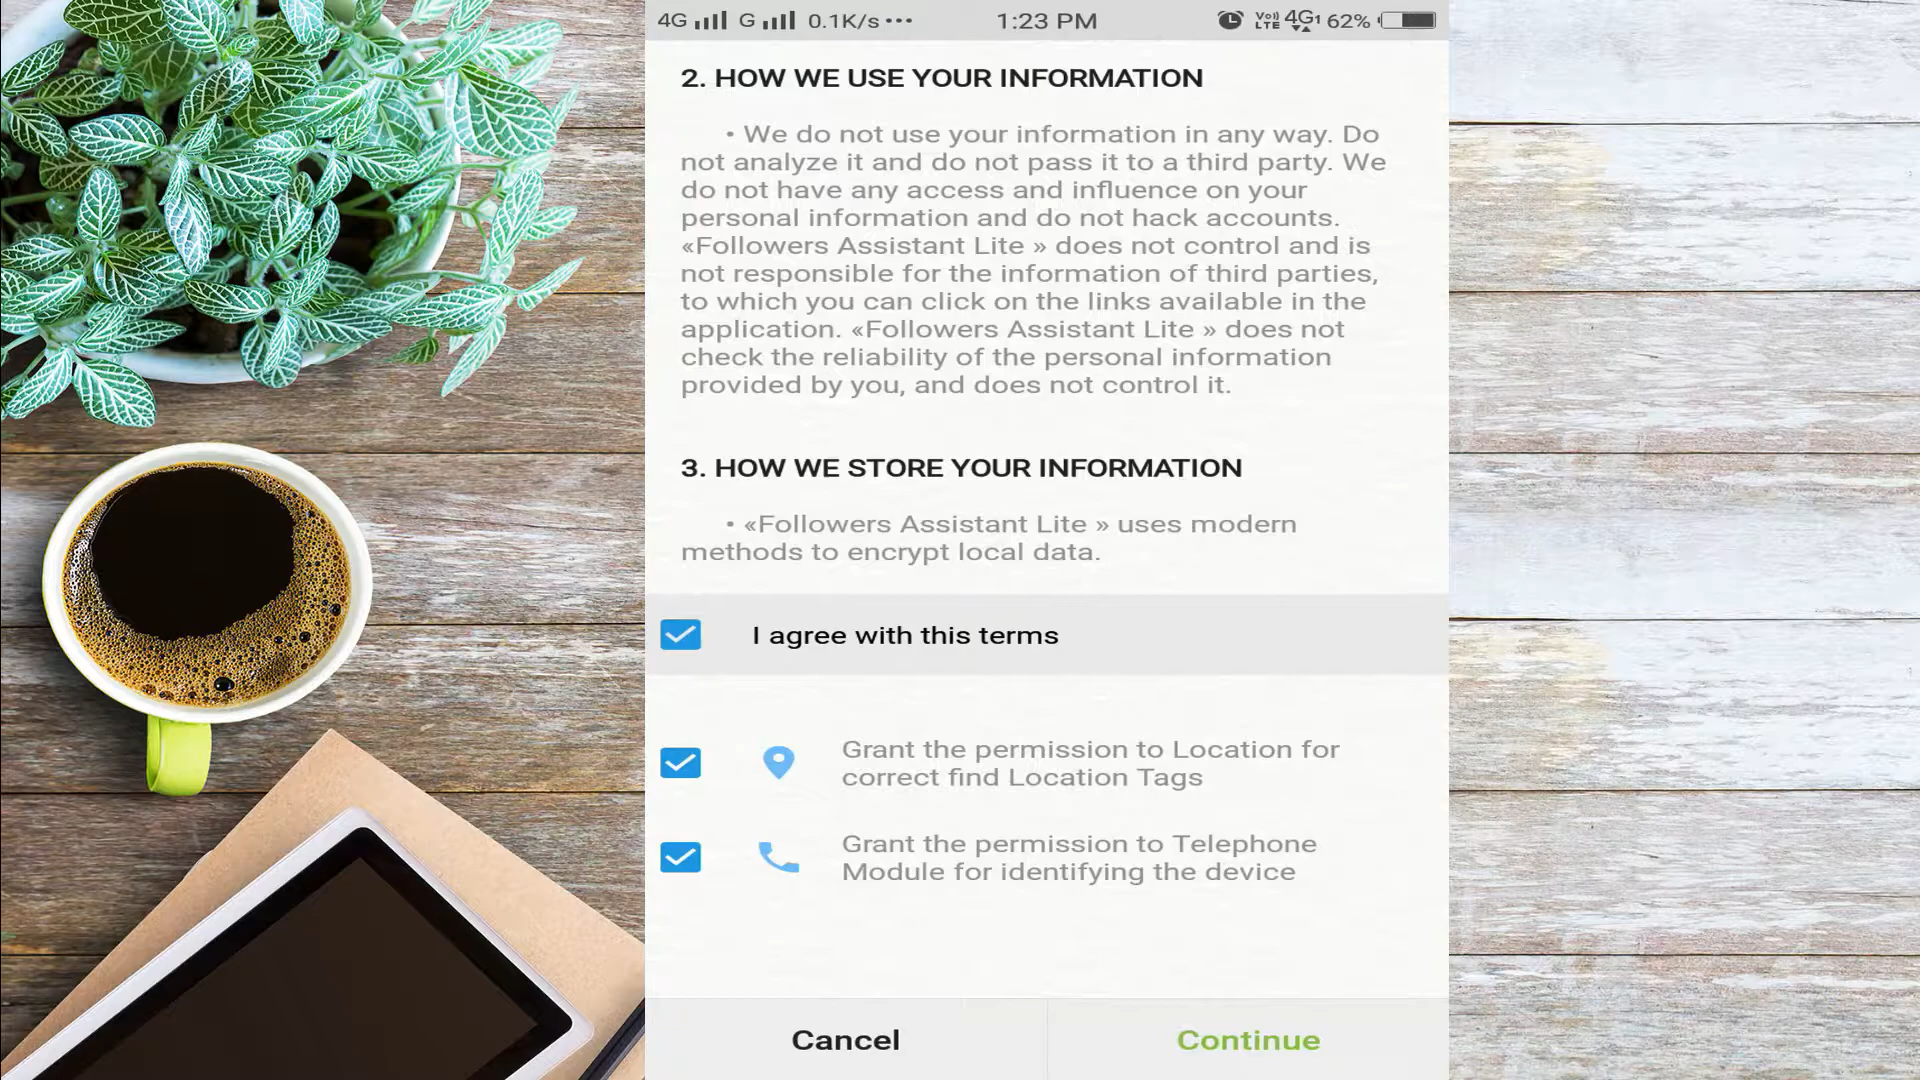 4G G 0.1K/s ••• 1:23 PM VoLTE 4G 62%
2. HOW WE USE YOUR INFORMATION
• We do not use your information in any way. Do
not analyze it and do not pass it to a third party. We
do not have any access and influence on your
personal information and do not hack accounts.
«Followers Assistant Lite » does not control and is
not responsible for the information of third parties,
to which you can click on the links available in the
application. «Followers Assistant Lite » does not
check the reliability of the personal information
provided by you, and does not control it.
3. HOW WE STORE YOUR INFORMATION
• «Followers Assistant Lite » uses modern
methods to encrypt local data.
I agree with this terms
Grant the permission to Location for
correct find Location Tags
Grant the permission to Telephone
Module for identifying the device
Cancel Continue